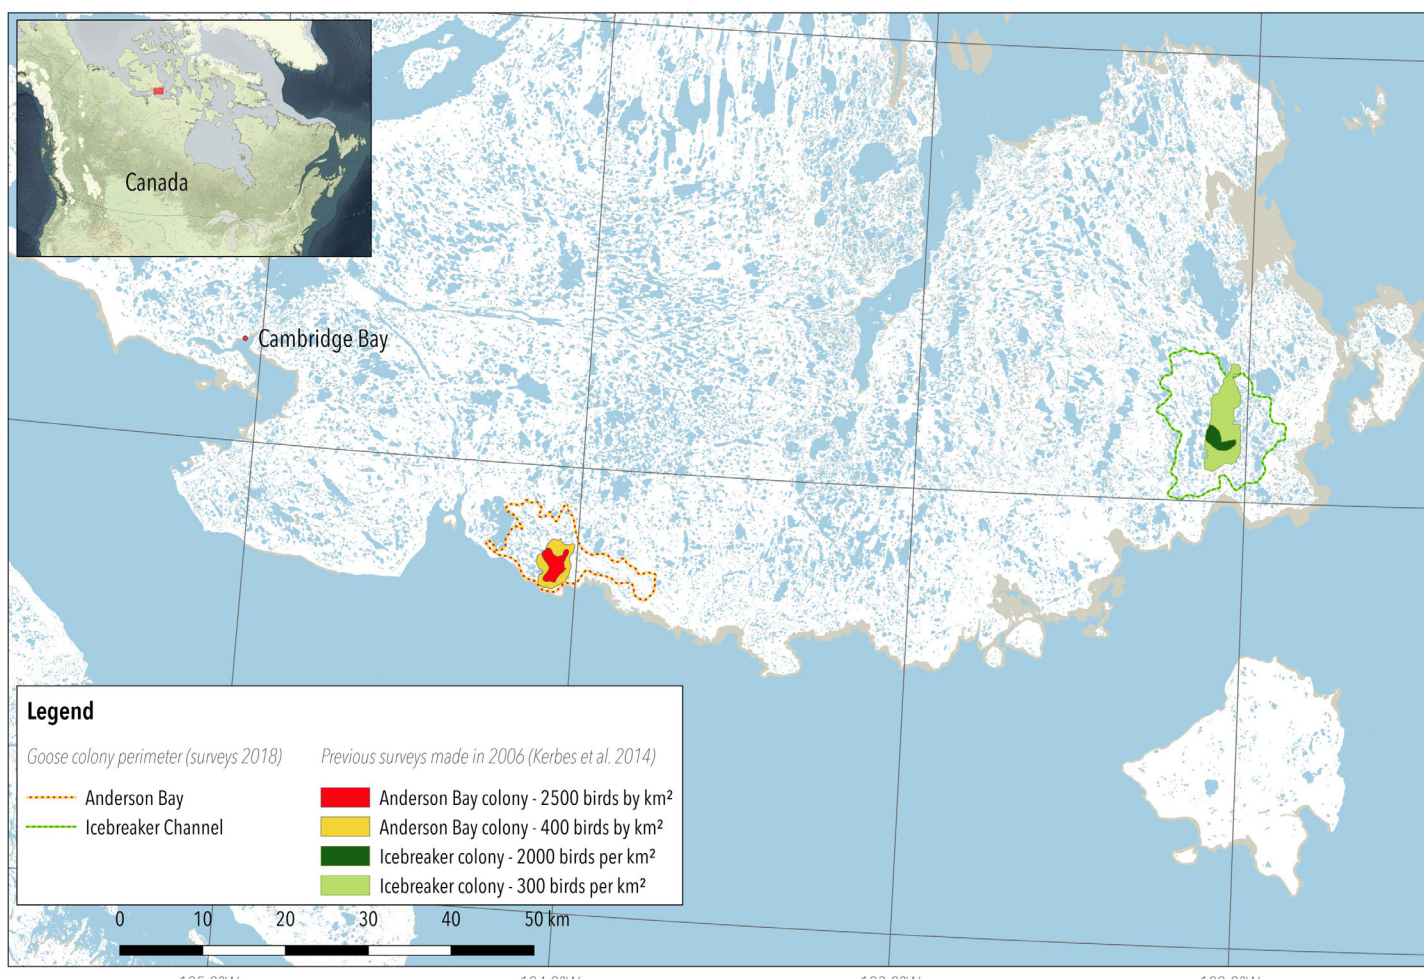 Canada
Cambridge Bay
Legend
Goose colony perimeter (surveys 2018)
Anderson Bay
Icebreaker Channel
Previous surveys made in 2006 (Kerbes et al. 2014)
Anderson Bay colony - 2500 birds by km²
Anderson Bay colony - 400 birds by km²
Icebreaker colony - 2000 birds per km²
Icebreaker colony - 300 birds per km²
0 10 20 30 40 50 km